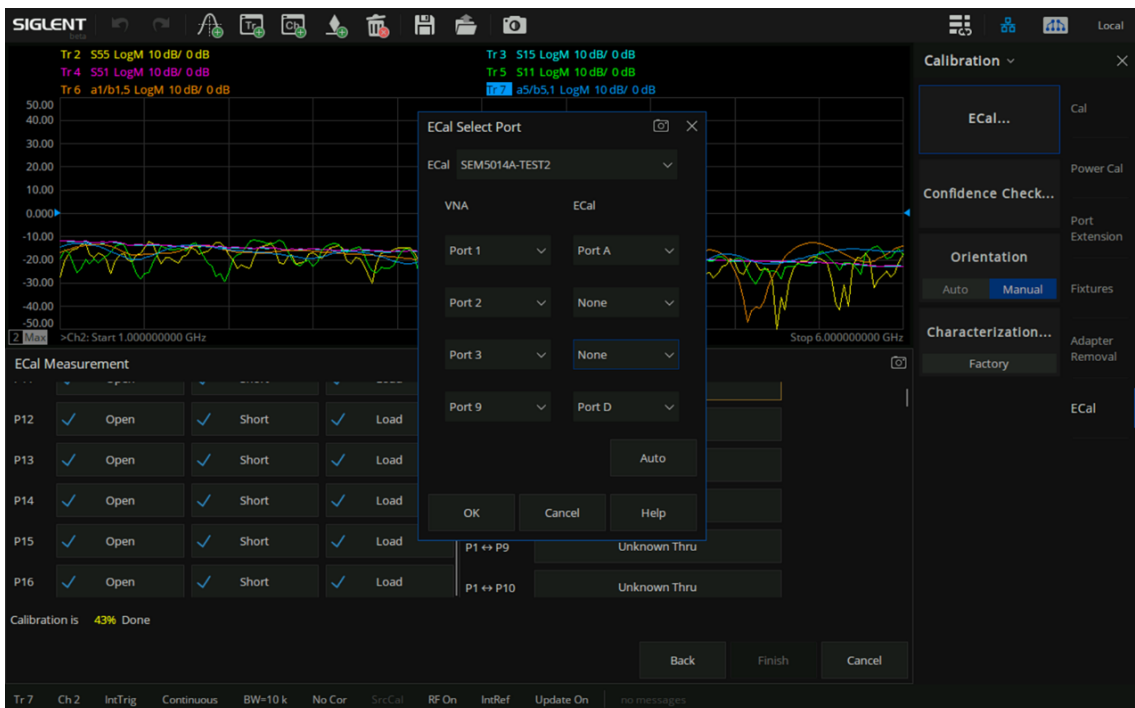 SIGLENT
beta
Tr
Ch
Local
Tr 2 S55 LogM 10 dB/ 0 dB
Tr 3 S15 LogM 10 dB/ 0 dB
Tr 4 S51 LogM 10 dB/ 0 dB
Tr 5 S11 LogM 10 dB/ 0 dB
Tr 6 a1/b1,5 LogM 10 dB/ 0 dB
Tr 7 a5/b5,1 LogM 10 dB/ 0 dB
50.00
40.00
30.00
20.00
10.00
0.000
-10.00
-20.00
-30.00
-40.00
-50.00
2 Max >Ch2: Start 1.000000000 GHz
Stop 6.000000000 GHz
ECal Select Port
ECal SEM5014A-TEST2
VNA ECal
Port 1 Port A
Port 2 None
Port 3 None
Port 9 Port D
Auto
OK Cancel Help
Calibration
ECal...
Confidence Check...
Orientation
Auto Manual
Characterization...
Factory
Cal
Power Cal
Port
Extension
Fixtures
Adapter
Removal
ECal
ECal Measurement
P12 Open Short Load
P13 Open Short Load
P14 Open Short Load
P15 Open Short Load
P1 ↔ P9 Unknown Thru
P16 Open Short Load
P1 ↔ P10 Unknown Thru
Calibration is 43% Done
Back Finish Cancel
Tr 7 Ch 2 IntTrig Continuous BW=10 k No Cor SrcCal RF On IntRef Update On no messages